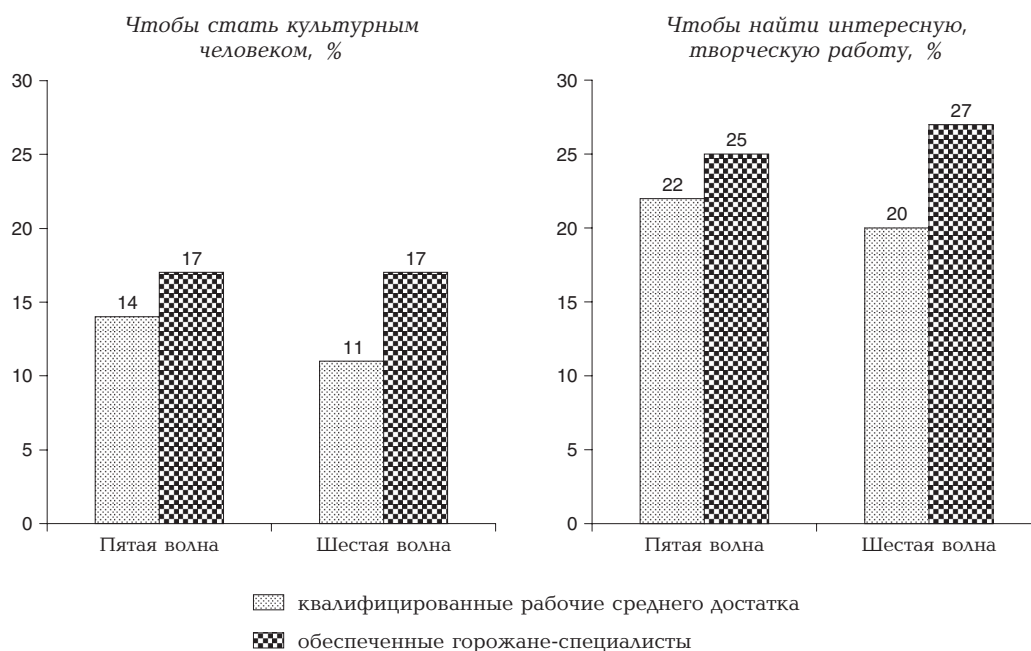 Чтобы стать культурным
человеком, %
30
25
20
15
10
5
0
14
17
11
17
Пятая волна
Шестая волна
Чтобы найти интересную,
творческую работу, %
30
25
20
15
10
5
0
22
25
20
27
Пятая волна
Шестая волна
квалифицированные рабочие среднего достатка
обеспеченные горожане-специалисты